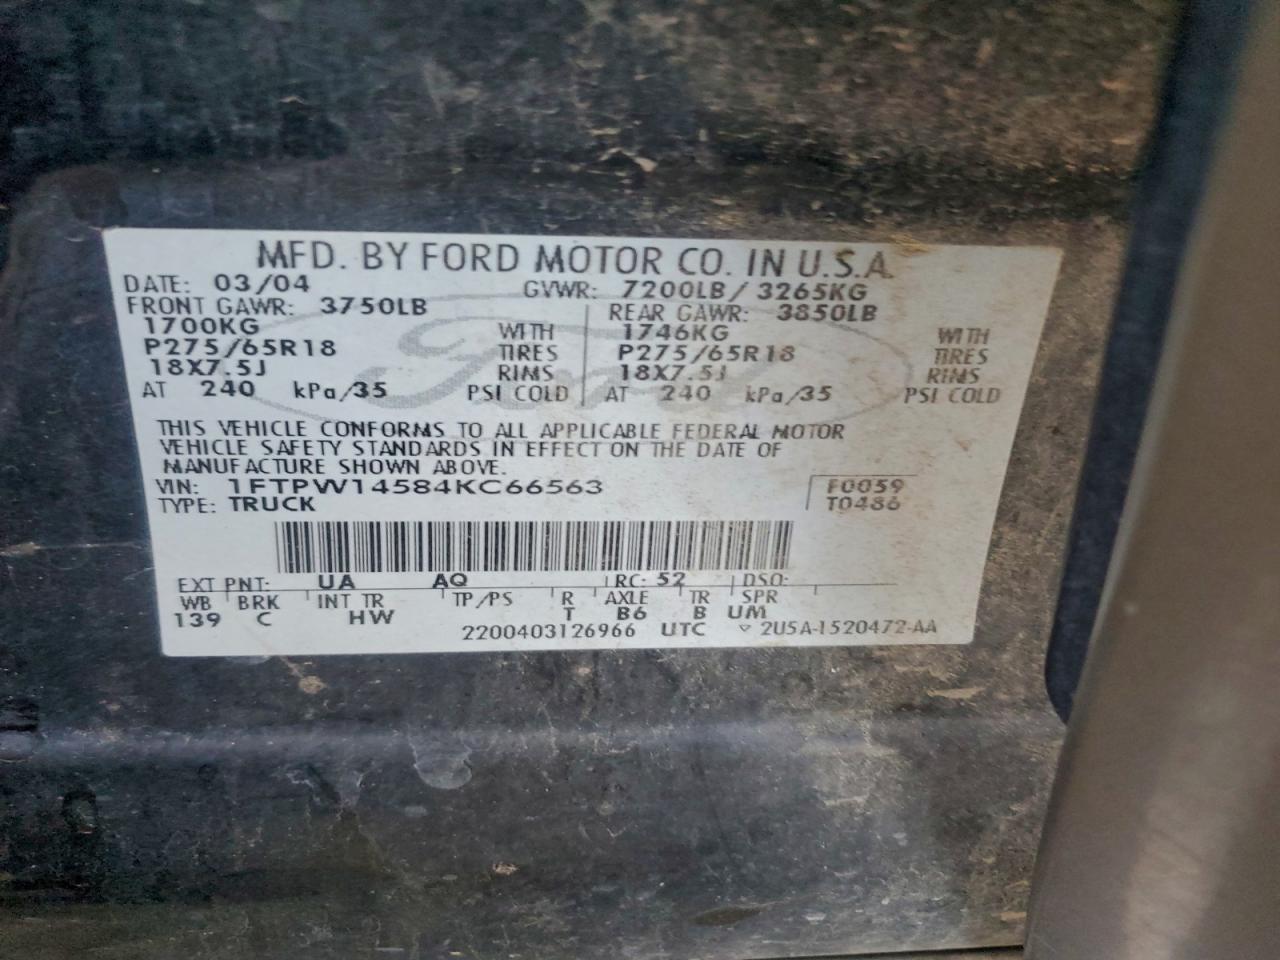 MFD. BY FORD MOTOR CO. IN U.S.A.
DATE: 03/04 GVWR: 7200LB/ 3265KG
FRONT GAWR: 3750LB REAR GAWR: 3850LB
1700KG WITH 1746KG WITH
P275/65R18 TIRES P275/65R18 TIRES
18X7.5J RIMS 18X7.5J RIMS
AT 240 kPa/35 PSI COLD AT 240 kPa/35 PSI COLD
THIS VEHICLE CONFORMS TO ALL APPLICABLE FEDERAL MOTOR
VEHICLE SAFETY STANDARDS IN EFFECT ON THE DATE OF
MANUFACTURE SHOWN ABOVE.
VIN: 1FTPW14584KC66563 F0059
TYPE: TRUCK T0486
EXT PNT: UA AQ RC: 52 DSO:
WB BRK INT TR TP/PS R AXLE TR SPR
139 C HW T B6 B UM
2200403126966 UTC ▽ 2U5A-1520472-AA
Ford